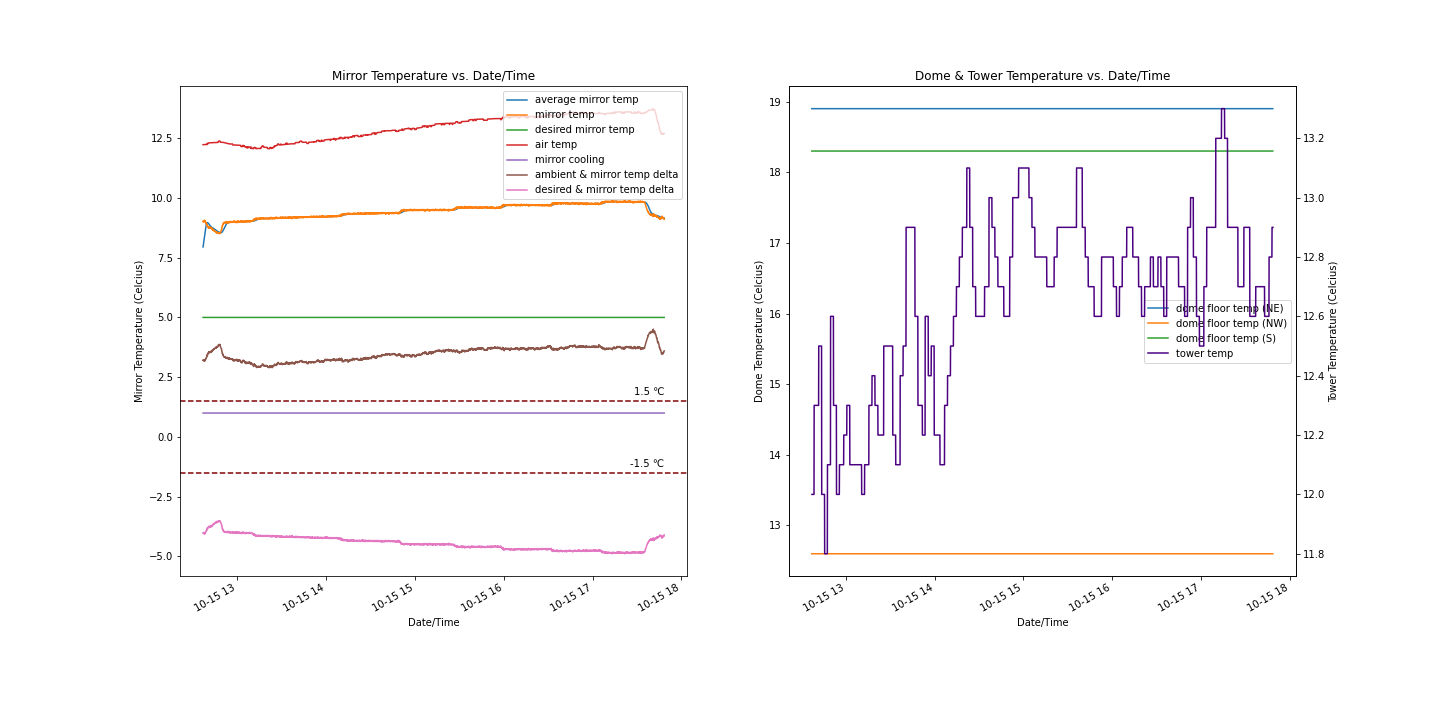 Mirror Temperature vs. Date/Time
average mirror temp
mirror temp
desired mirror temp
air temp
mirror cooling
ambient & mirror temp delta
desired & mirror temp delta
12.5
10.0
7.5
5.0
2.5
0.0
−2.5
−5.0
Mirror Temperature (Celcius)
1.5 ℃
-1.5 ℃
10-15 13
10-15 14
10-15 15
10-15 16
10-15 17
10-15 18
Date/Time
Dome & Tower Temperature vs. Date/Time
19
18
17
16
15
14
13
Dome Temperature (Celcius)
dome floor temp (NE)
dome floor temp (NW)
dome floor temp (S)
tower temp
13.2
13.0
12.8
12.6
12.4
12.2
12.0
11.8
Tower Temperature (Celcius)
10-15 13
10-15 14
10-15 15
10-15 16
10-15 17
10-15 18
Date/Time